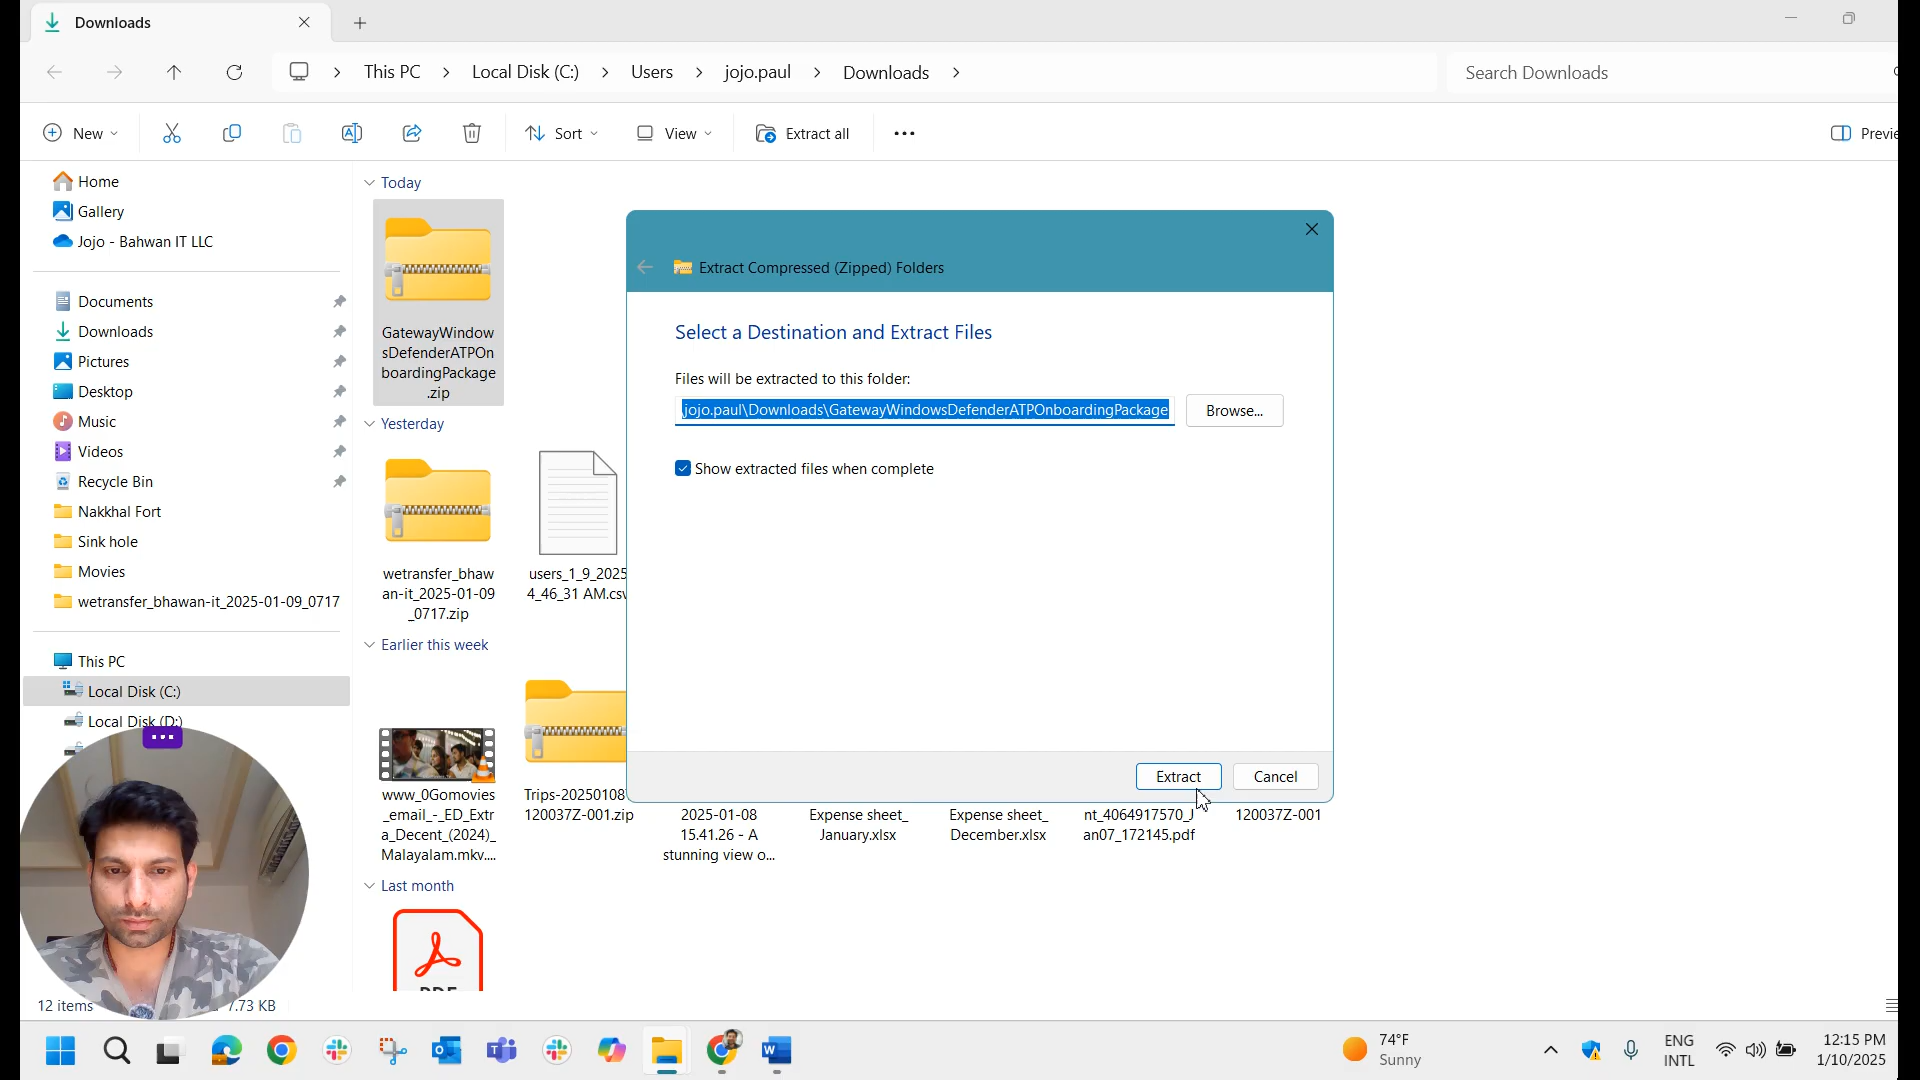 Downloads
This PC
Local Disk (C:)
Users
jojo.paul
Downloads
Search Downloads
New
Sort
View
Extract all
Previe
Home
Gallery
Jojo - Bahwan IT LLC
Documents
Downloads
Pictures
Desktop
Music
Videos
Recycle Bin
Nakkhal Fort
Sink hole
Movies
wetransfer_bhawan-it_2025-01-09_0717
This PC
Local Disk (C:)
Local Disk (D:)
Today
GatewayWindow
sDefenderATPOn
boardingPackage
.zip
Yesterday
wetransfer_bhaw
an-it_2025-01-09
_0717.zip
users_1_9_2025
4_46_31 AM.csv
Earlier this week
www_0Gomovies
_email_-_ED_Extr
a_Decent_(2024)_
Malayalam.mkv....
Trips-20250108
120037Z-001.zip
2025-01-08
15.41.26 - A
stunning view o...
Expense sheet_
January.xlsx
Expense sheet_
December.xlsx
nt_4064917570_J
an07_172145.pdf
120037Z-001
Last month
PDF
Extract Compressed (Zipped) Folders
Select a Destination and Extract Files
Files will be extracted to this folder:
\jojo.paul\Downloads\GatewayWindowsDefenderATPOnboardingPackage
Browse...
Show extracted files when complete
Extract
Cancel
12 items
7.73 KB
74°F
Sunny
ENG
INTL
12:15 PM
1/10/2025